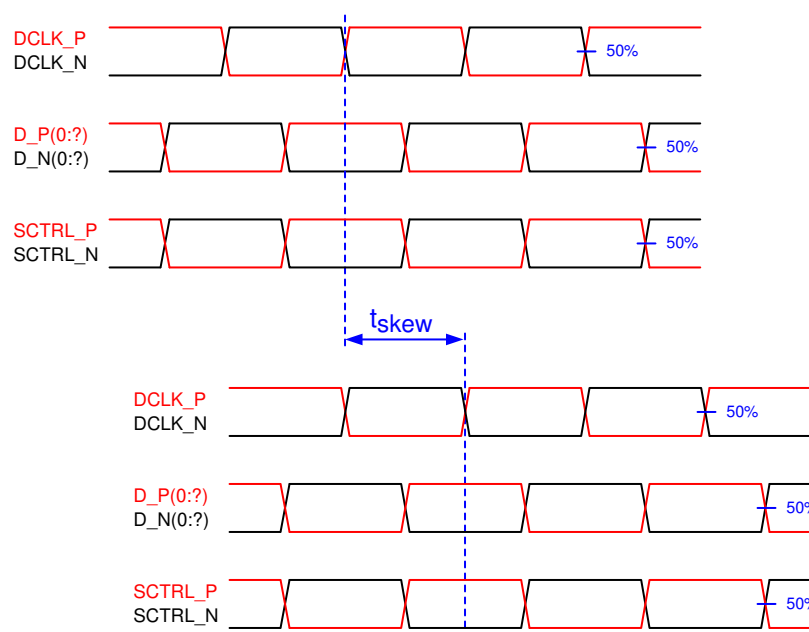 DCLK_P
DCLK_N
50%
D_P(0:?)
D_N(0:?)
50%
SCTRL_P
SCTRL_N
50%
tskew
DCLK_P
DCLK_N
50%
D_P(0:?)
D_N(0:?)
50%
SCTRL_P
SCTRL_N
50%